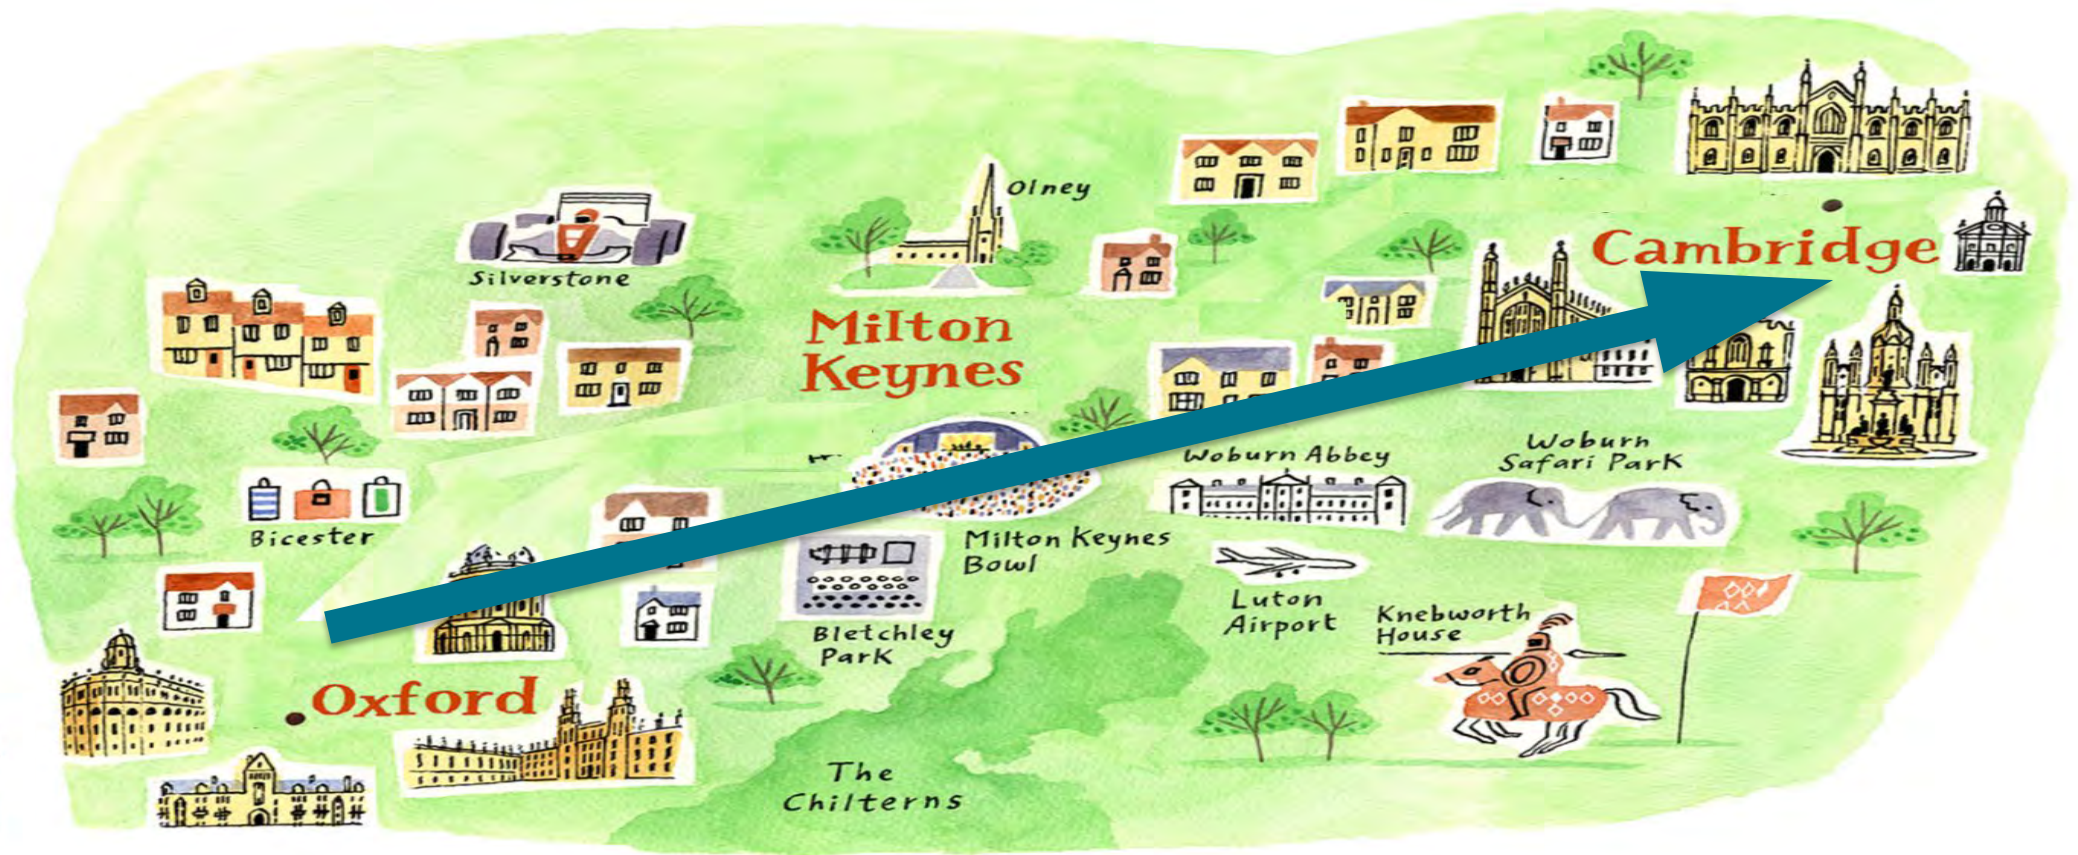 Olney
Cambridge
Silverstone
Milton
Keynes
Woburn Abbey
Woburn
Safari Park
Bicester
Milton Keynes
Bowl
Luton
Airport
Knebworth
House
Bletchley
Park
Oxford
The
Chilterns